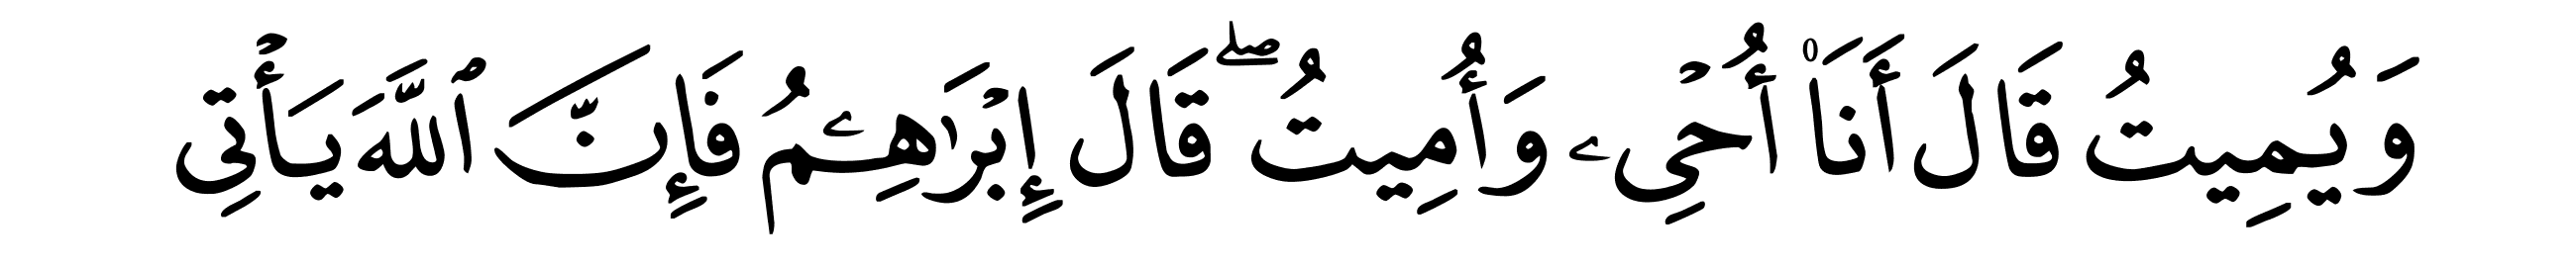 وَيُمِيتُ قَالَ أَنَا۠ أُحْىِۦ وَأُمِيتُ ۖ قَالَ إِبْرَٰهِـۧمُ فَإِنَّ ٱللَّهَ يَأْتِى